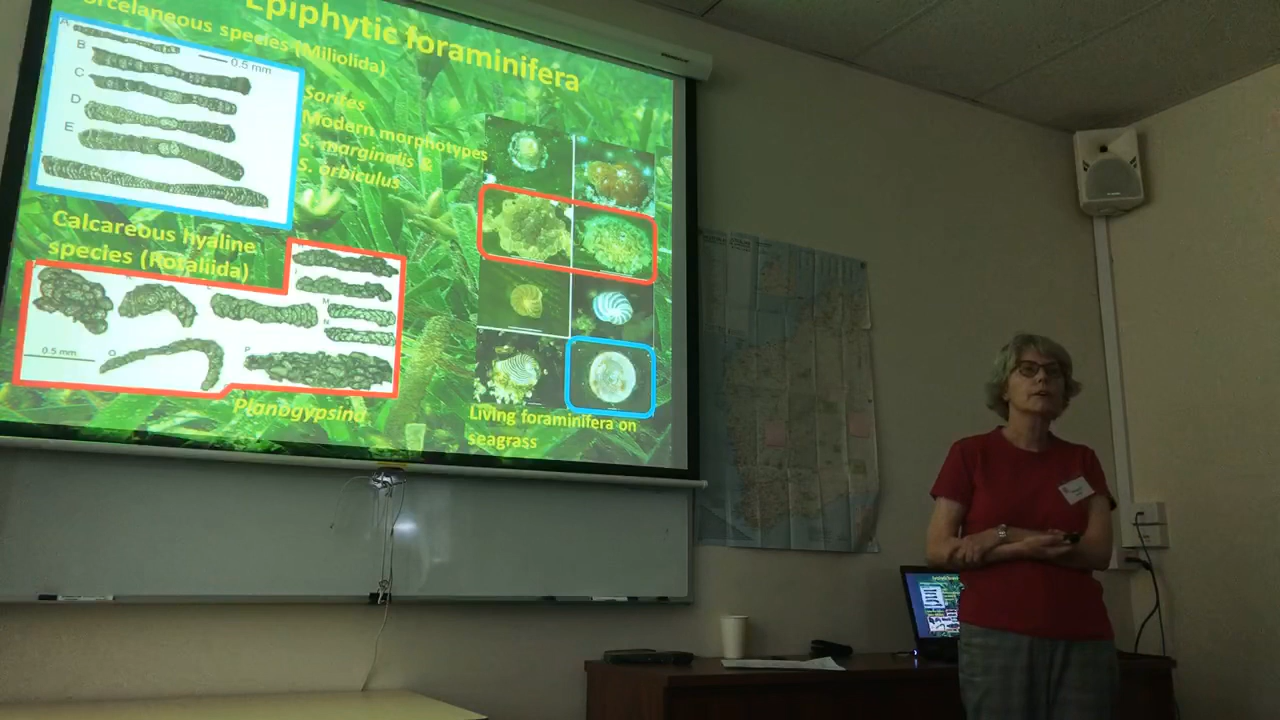 Epiphytic foraminifera
Porcelaneous species (Miliolida)
A
B
C
D
E
0.5 mm
Sorites
Modern morphotypes
S. marginalis &
S. orbiculus
Calcareous hyaline
species (Rotaliida)
L
M
N
O
P
0.5 mm
Planogypsina
Living foraminifera on
seagrass